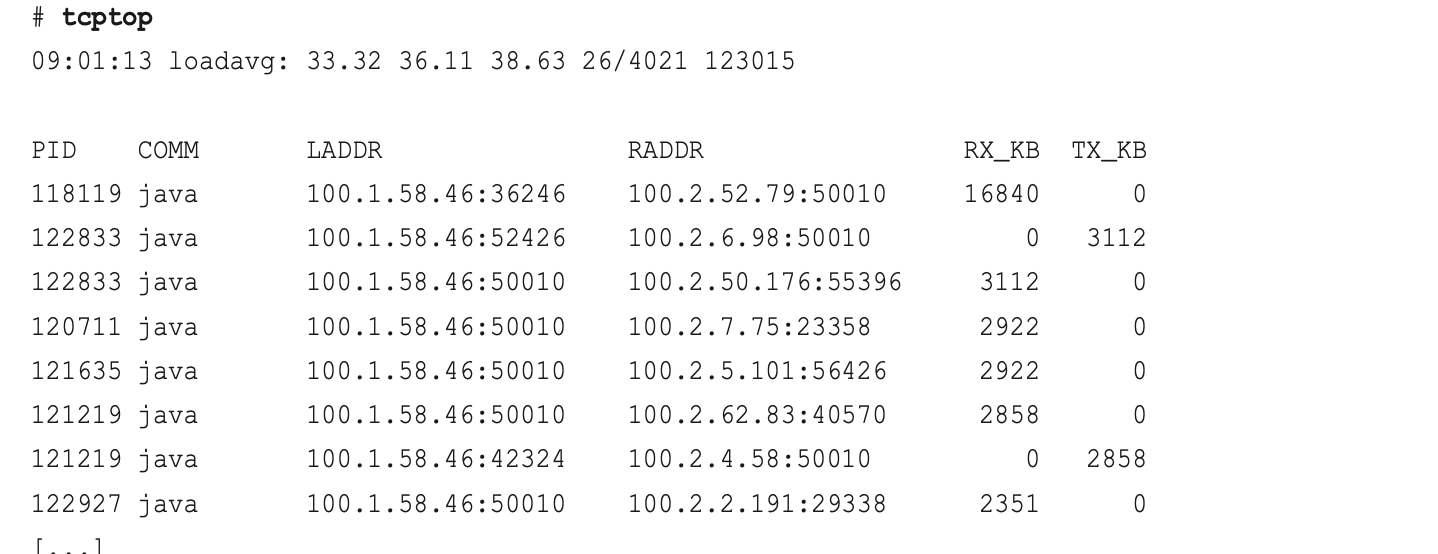 # tcptop
09:01:13 loadavg: 33.32 36.11 38.63 26/4021 123015
PID    COMM       LADDR                RADDR                 RX_KB  TX_KB
118119 java       100.1.58.46:36246    100.2.52.79:50010     16840      0
122833 java       100.1.58.46:52426    100.2.6.98:50010          0   3112
122833 java       100.1.58.46:50010    100.2.50.176:55396     3112      0
120711 java       100.1.58.46:50010    100.2.7.75:23358       2922      0
121635 java       100.1.58.46:50010    100.2.5.101:56426      2922      0
121219 java       100.1.58.46:50010    100.2.62.83:40570      2858      0
121219 java       100.1.58.46:42324    100.2.4.58:50010          0   2858
122927 java       100.1.58.46:50010    100.2.2.191:29338      2351      0
[...]